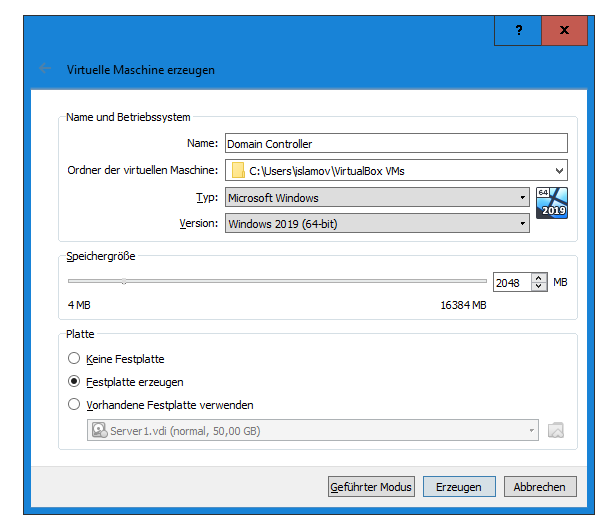 ? x
Virtuelle Maschine erzeugen
Name und Betriebssystem
Name: Domain Controller
Ordner der virtuellen Maschine: C:\Users\islamov\VirtualBox VMs
Typ: Microsoft Windows
64
2019
Version: Windows 2019 (64-bit)
Speichergröße
2048 MB
4 MB 16384 MB
Platte
Keine Festplatte
Festplatte erzeugen
Vorhandene Festplatte verwenden
Server1.vdi (normal, 50,00 GB)
Geführter Modus Erzeugen Abbrechen